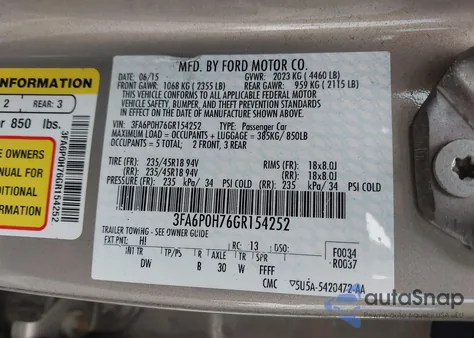 MFD. BY FORD MOTOR CO.
DATE: 06/15 GVWR: 2023 KG ( 4460 LB)
FRONT GAWR: 1068 KG ( 2355 LB) REAR GAWR: 959 KG ( 2115 LB)
THIS VEHICLE CONFORMS TO ALL APPLICABLE FEDERAL MOTOR
VEHICLE SAFETY, BUMPER, AND THEFT PREVENTION STANDARDS
IN EFFECT ON THE DATE OF MANUFACTURE SHOWN ABOVE.
VIN: 3FA6P0H76GR154252 TYPE: Passenger Car
MAXIMUM LOAD = OCCUPANTS + LUGGAGE = 385KG/ 850LB
OCCUPANTS = 5 TOTAL, 2 FRONT, 3 REAR
TIRE (FR): 235/45R18 94V RIMS (FR): 18x8.0J
TIRE (RR): 235/45R18 94V (RR): 18x8.0J
PRESSURE (FR): 235 kPa/ 34 PSI COLD (RR): 235 kPa/ 34 PSI COLD
3FA6P0H76GR154252
TRAILER TOWING - SEE OWNER GUIDE
EXT PNT: HI RC: 13 DSO: F0034
R0037
INT TR TP/PS R AXLE TR SPR
DW B 30 W FFFF
CMC 5U5A-5420472-AA
INFORMATION
2 REAR: 3
r 850 lbs.
E OWNERS
ANUAL
OR
DITIONAL
ORMATION
3FA6P0H76GR154252
autoSnap